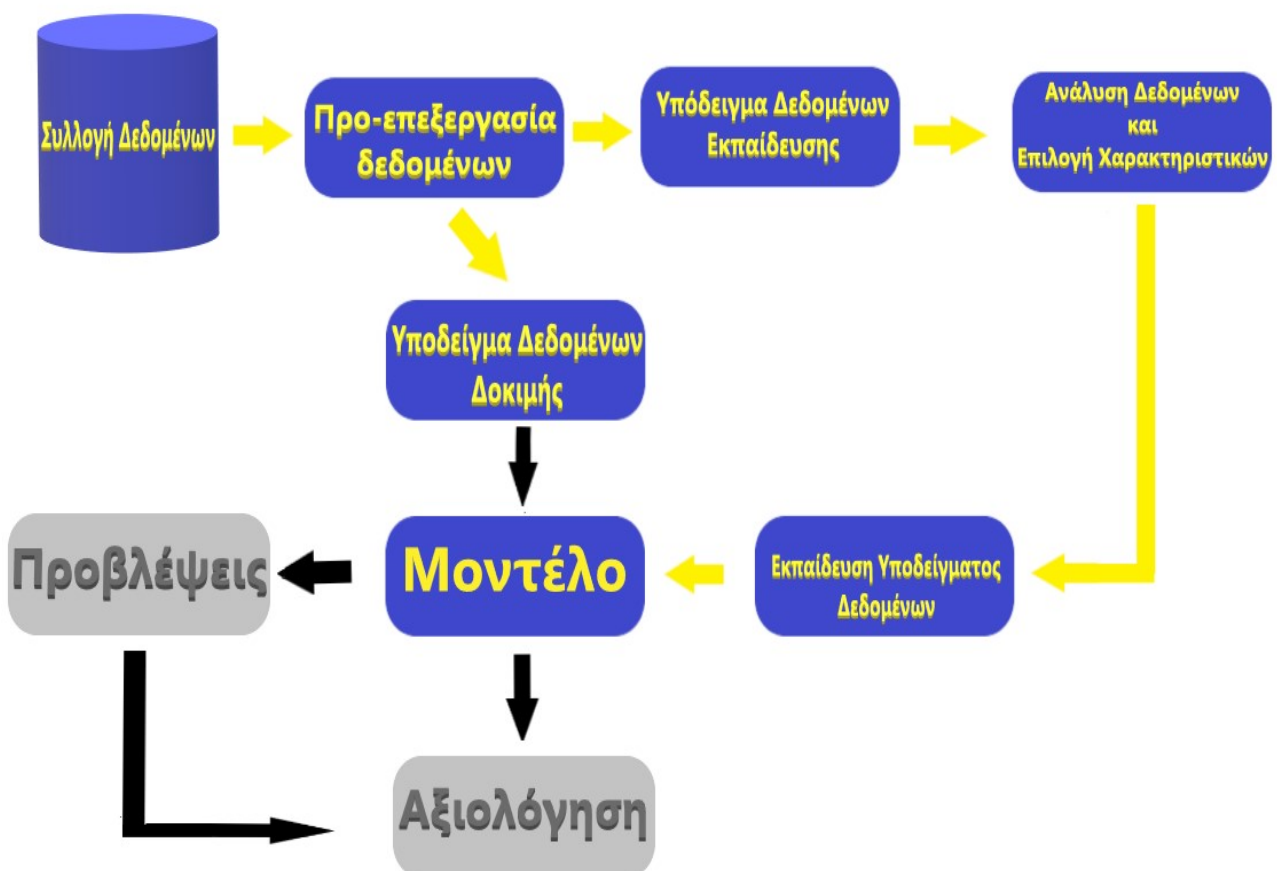 Συλλογή Δεδομένων
Προ-επεξεργασία
δεδομένων
Υπόδειγμα Δεδομένων
Εκπαίδευσης
Ανάλυση Δεδομένων
και
Επιλογή Χαρακτηριστικών
Υποδείγμα Δεδομένων
Δοκιμής
Προβλέψεις
Μοντέλο
Εκπαίδευση Υποδείγματος
Δεδομένων
Αξιολόγηση